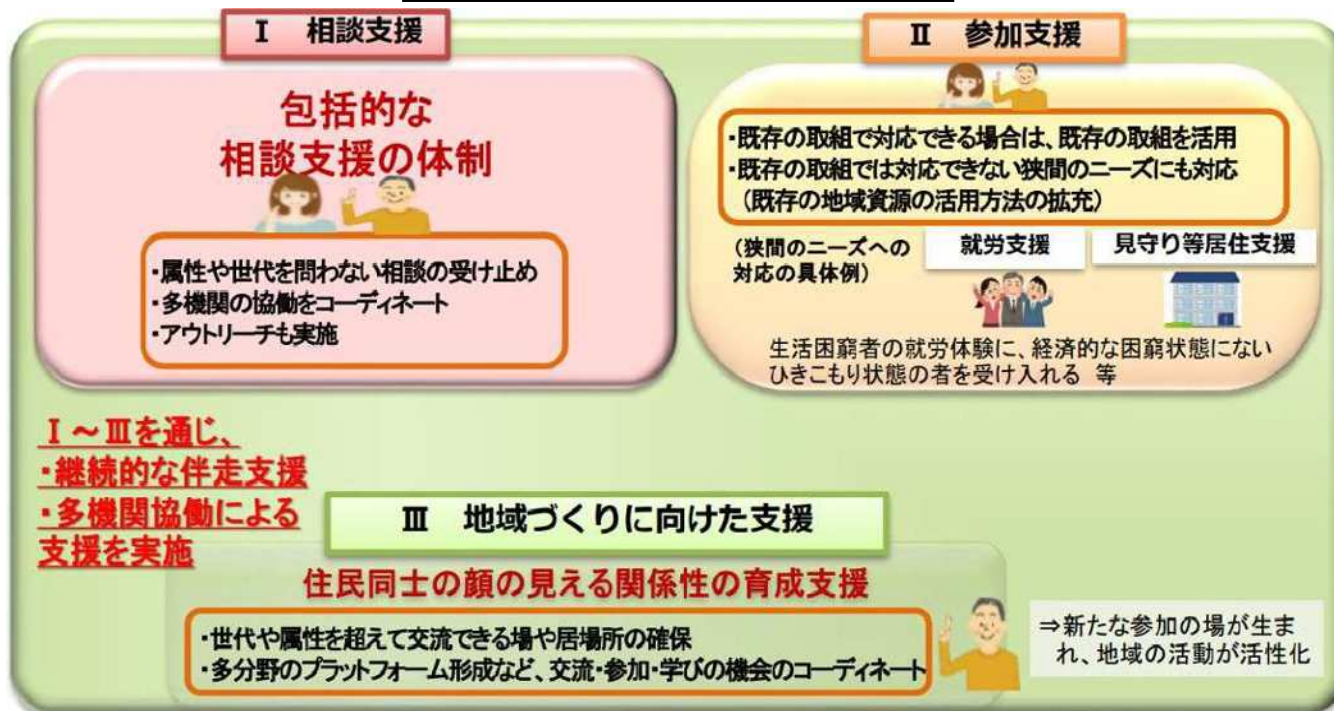 Ⅰ 相談支援
包括的な
相談支援の体制
・属性や世代を問わない相談の受け止め
・多機関の協働をコーディネート
・アウトリーチも実施
Ⅱ 参加支援
・既存の取組で対応できる場合は、既存の取組を活用
・既存の取組では対応できない狭間のニーズにも対応
（既存の地域資源の活用方法の拡充）
（狭間のニーズへの
対応の具体例）
就労支援
見守り等居住支援
生活困窮者の就労体験に、経済的な困窮状態にない
ひきこもり状態の者を受け入れる 等
Ⅰ～Ⅲを通じ、
・継続的な伴走支援
・多機関協働による
支援を実施
Ⅲ 地域づくりに向けた支援
住民同士の顔の見える関係性の育成支援
・世代や属性を超えて交流できる場や居場所の確保
・多分野のプラットフォーム形成など、交流・参加・学びの機会のコーディネート
⇒新たな参加の場が生ま
れ、地域の活動が活性化